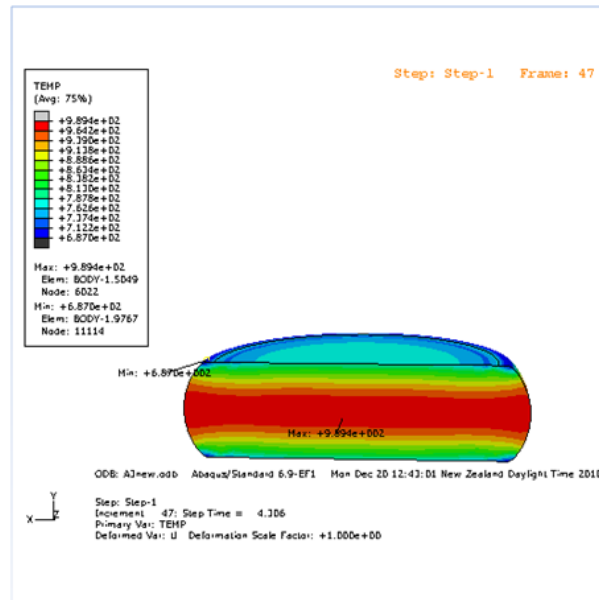 Step: Step-1 Frame: 47
TEMP
(Avg: 75%)
+9.894e+02
+9.642e+02
+9.390e+02
+9.138e+02
+8.886e+02
+8.634e+02
+8.382e+02
+8.130e+02
+7.878e+02
+7.626e+02
+7.374e+02
+7.122e+02
+6.870e+02
Max: +9.894e+02
Elem: BODY-1.5049
Node: 6022
Min: +6.870e+02
Elem: BODY-1.9767
Node: 11114
Min: +6.870e+002
Max: +9.894e+002
ODB: A3new.odb Abaqus/Standard 6.9-EF1 Mon Dec 20 12:43:01 New Zealand Daylight Time 2010
Y
X Z
Step: Step-1
Increment 47: Step Time = 4.306
Primary Var: TEMP
Deformed Var: U Deformation Scale Factor: +1.000e+00